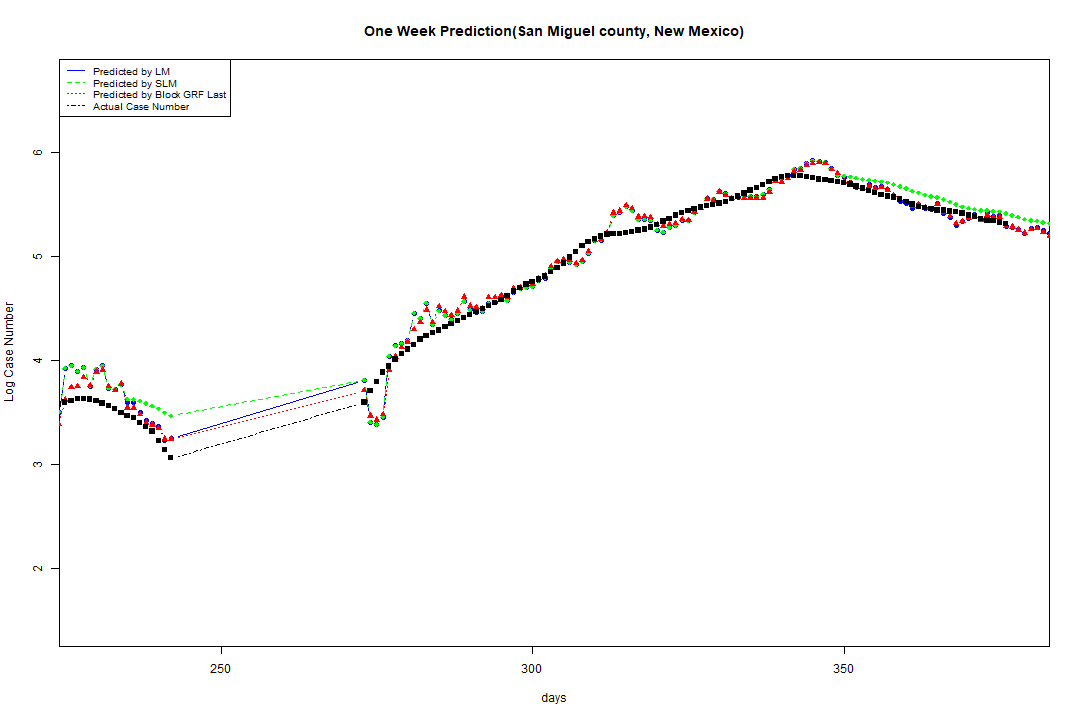 One Week Prediction(San Miguel county, New Mexico)
Predicted by LM
Predicted by SLM
Predicted by Block GRF Last
Actual Case Number
6
5
4
3
2
Log Case Number
250 300 350
days